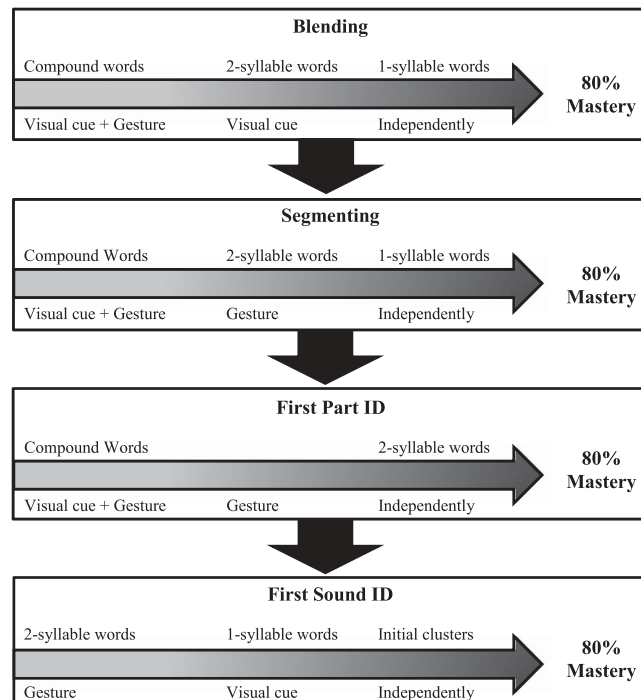 Blending
Compound words 2-syllable words 1-syllable words
80%
Mastery
Visual cue + Gesture Visual cue Independently
Segmenting
Compound Words 2-syllable words 1-syllable words
80%
Mastery
Visual cue + Gesture Gesture Independently
First Part ID
Compound Words 2-syllable words
80%
Mastery
Visual cue + Gesture Gesture Independently
First Sound ID
2-syllable words 1-syllable words Initial clusters
80%
Mastery
Gesture Visual cue Independently